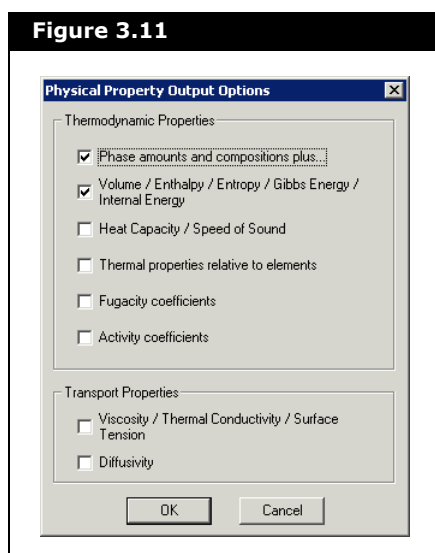 Figure 3.11
Physical Property Output Options
Thermodynamic Properties
Phase amounts and compositions plus...
Volume / Enthalpy / Entropy / Gibbs Energy /
Internal Energy
Heat Capacity / Speed of Sound
Thermal properties relative to elements
Fugacity coefficients
Activity coefficients
Transport Properties
Viscosity / Thermal Conductivity / Surface
Tension
Diffusivity
OK
Cancel